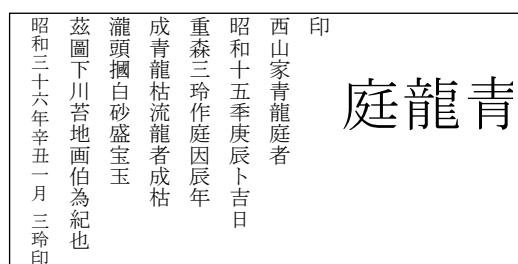 青龍庭
印
西山家青龍庭者
昭和十五季庚辰卜吉日
重森三玲作庭因辰年
成青龍枯流龍者成枯
瀧頭摑白砂盛宝玉
茲圖下川苔地画伯為紀也
昭和三十六年辛丑一月 三玲印